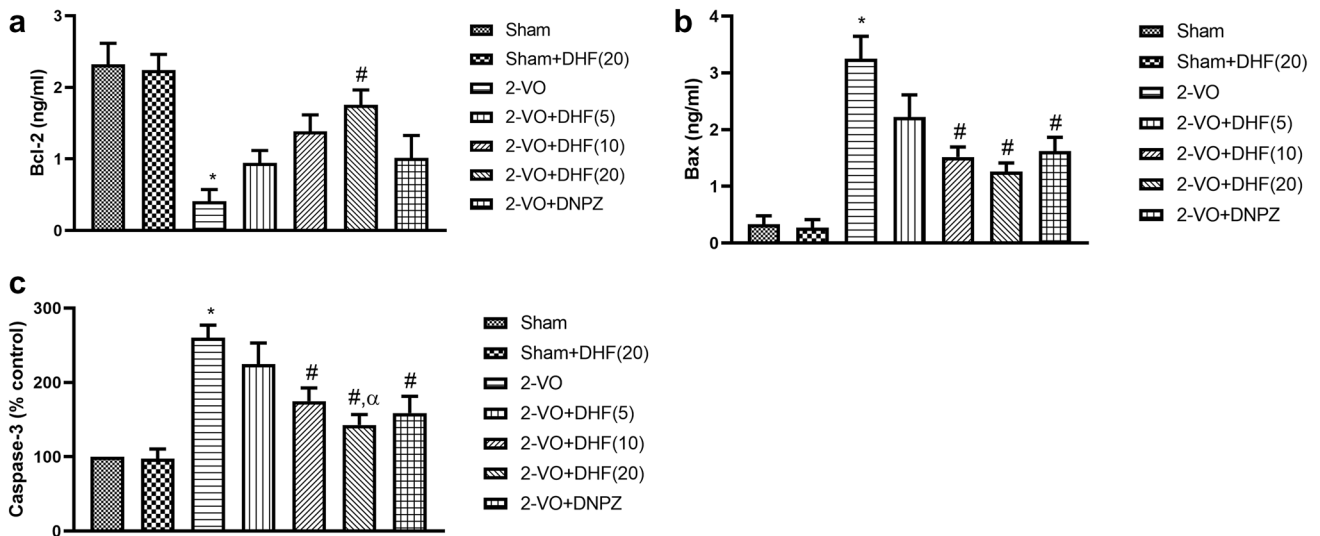 a
Bcl-2 (ng/ml)
3
2
1
0
*
#
Sham
Sham+DHF(20)
2-VO
2-VO+DHF(5)
2-VO+DHF(10)
2-VO+DHF(20)
2-VO+DNPZ
b
Bax (ng/ml)
4
3
2
1
0
*
#
#
#
Sham
Sham+DHF(20)
2-VO
2-VO+DHF(5)
2-VO+DHF(10)
2-VO+DHF(20)
2-VO+DNPZ
c
Caspase-3 (% control)
300
200
100
0
*
#
#,α
#
Sham
Sham+DHF(20)
2-VO
2-VO+DHF(5)
2-VO+DHF(10)
2-VO+DHF(20)
2-VO+DNPZ